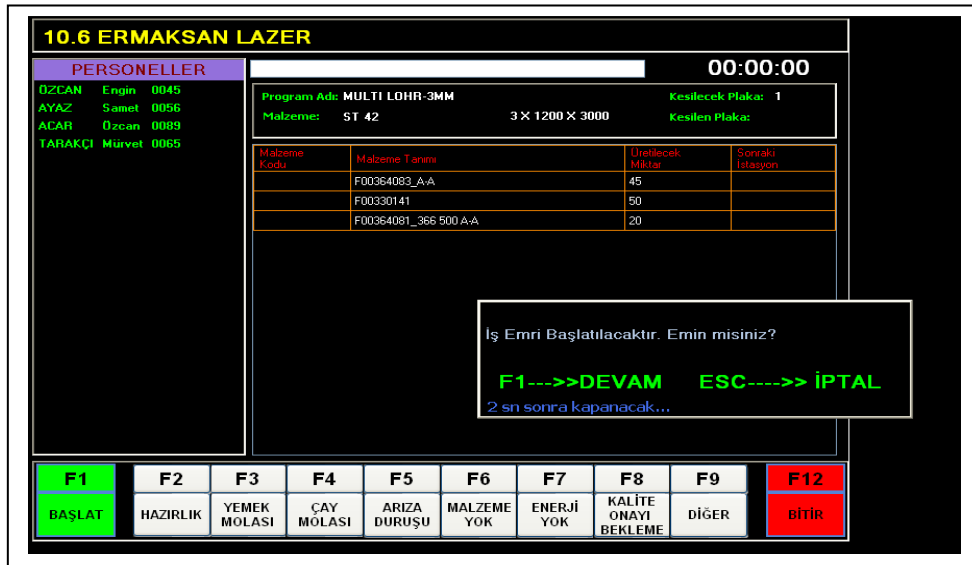 10.6 ERMAKSAN LAZER
PERSONELLER
00:00:00
ÖZCAN Engin 0045
AYAZ Samet 0056
ACAR Özcan 0089
TARAKÇI Mürvet 0065
Program Adı: MULTI LOHR-3MM
Kesilecek Plaka: 1
Malzeme: ST 42 3 X 1200 X 3000
Kesilen Plaka:
Malzeme Kodu
Malzeme Tanımı
Üretilecek Miktar
Sonraki İstasyon
F00364083_A-A 45
F00330141 50
F00364081_366 500 A-A 20
İş Emri Başlatılacaktır. Emin misiniz?
F1--->>DEVAM ESC---->> İPTAL
2 sn sonra kapanacak...
F1 F2 F3 F4 F5 F6 F7 F8 F9 F12
BAŞLAT
HAZIRLIK
YEMEK MOLASI
ÇAY MOLASI
ARIZA DURUŞU
MALZEME YOK
ENERJİ YOK
KALİTE ONAYI BEKLEME
DİĞER
BİTİR